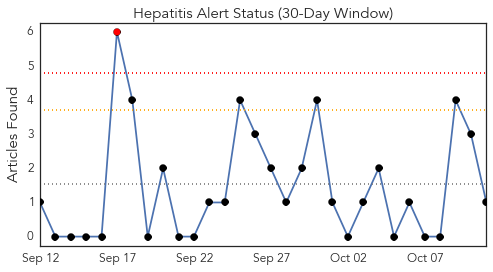 Hepatitis Alert Status (30-Day Window)
Articles Found
6
5
4
3
2
1
0
Sep 12
Sep 17
Sep 22
Sep 27
Oct 02
Oct 07